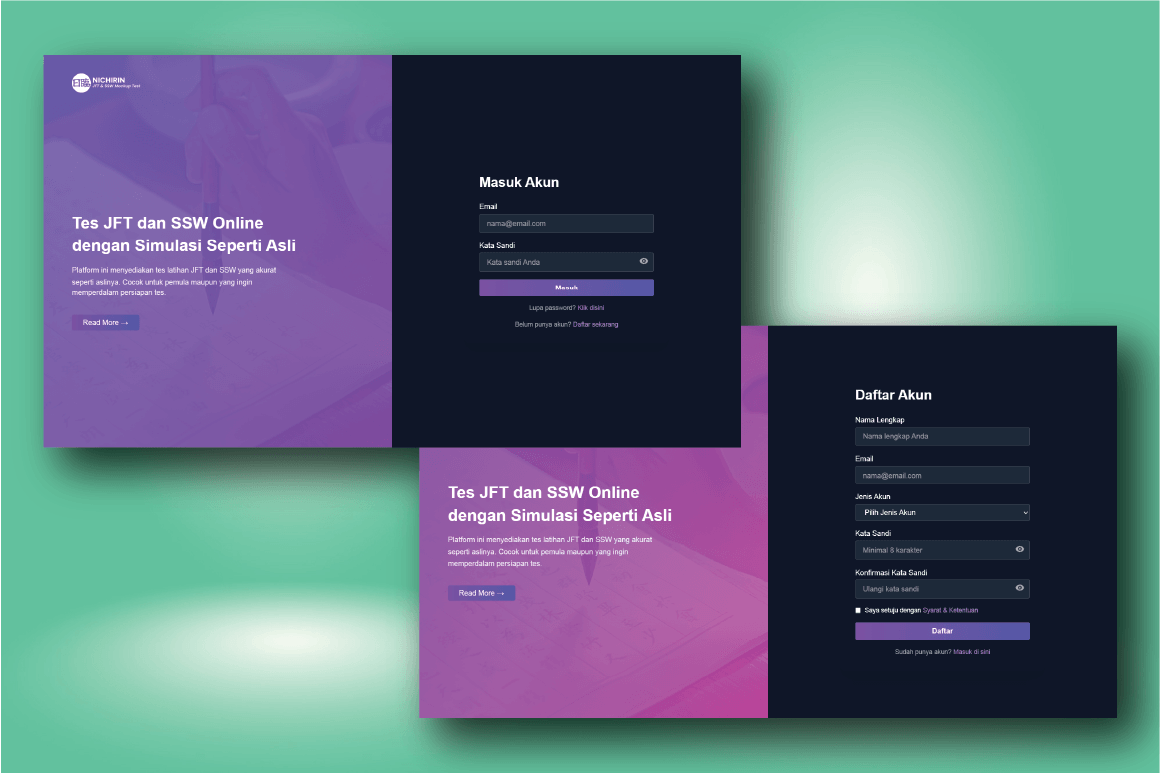 日暁
NICHIRIN
JFT & SSW Mockup Test
Tes JFT dan SSW Online
dengan Simulasi Seperti Asli
Platform ini menyediakan tes latihan JFT dan SSW yang akurat
seperti aslinya. Cocok untuk pemula maupun yang ingin
memperdalam persiapan tes.
Read More →
Masuk Akun
Email
nama@email.com
Kata Sandi
Kata sandi Anda
Masuk
Lupa password? Klik disini
Belum punya akun? Daftar sekarang
Tes JFT dan SSW Online
dengan Simulasi Seperti Asli
Platform ini menyediakan tes latihan JFT dan SSW yang akurat
seperti aslinya. Cocok untuk pemula maupun yang ingin
memperdalam persiapan tes.
Read More →
Daftar Akun
Nama Lengkap
Nama lengkap Anda
Email
nama@email.com
Jenis Akun
Pilih Jenis Akun
Kata Sandi
Minimal 8 karakter
Konfirmasi Kata Sandi
Ulangi kata sandi
Saya setuju dengan Syarat & Ketentuan
Daftar
Sudah punya akun? Masuk di sini